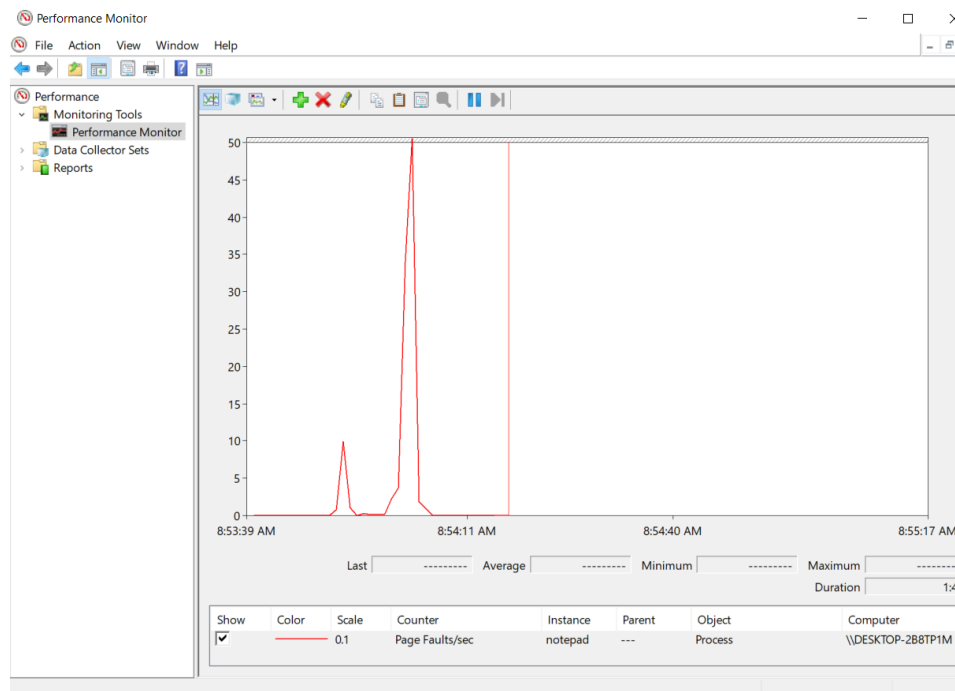 Performance Monitor
File Action View Window Help
Performance
Monitoring Tools
Performance Monitor
Data Collector Sets
Reports
50
45
40
35
30
25
20
15
10
5
0
8:53:39 AM 8:54:11 AM 8:54:40 AM 8:55:17 AM
Last --------- Average --------- Minimum --------- Maximum -------
Duration 1:4
Show Color Scale Counter Instance Parent Object Computer
0.1 Page Faults/sec notepad --- Process \\DESKTOP-2B8TP1M